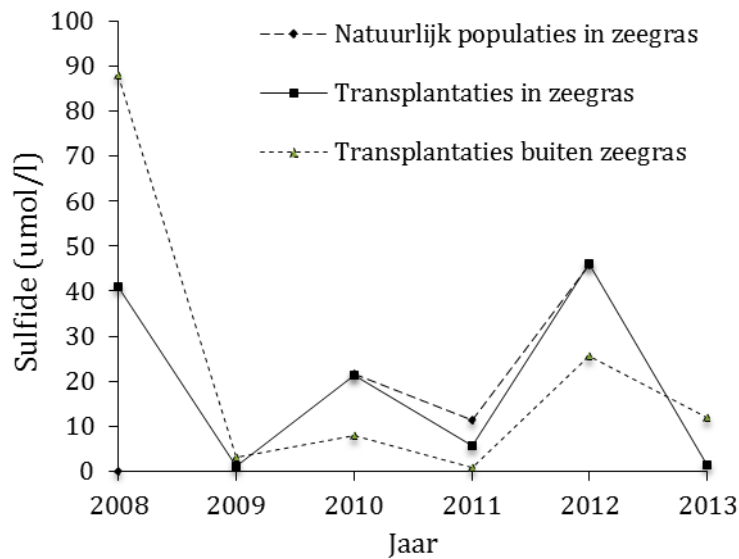 100
90
80
70
60
50
40
30
20
10
0
Sulfide (umol/l)
Natuurlijk populaties in zeegras
Transplantaties in zeegras
Transplantaties buiten zeegras
2008 2009 2010 2011 2012 2013
Jaar